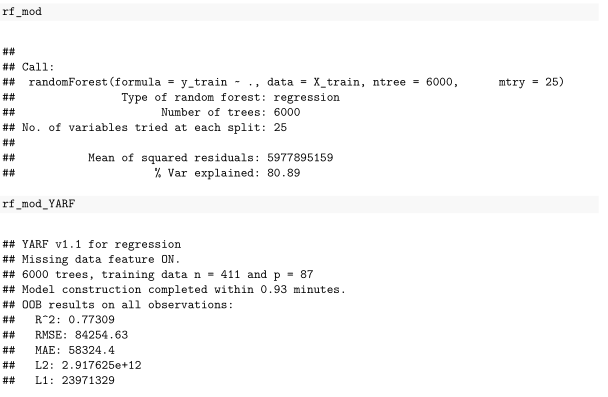 rf_mod
##
## Call:
##  randomForest(formula = y_train ~ ., data = X_train, ntree = 6000,      mtry = 25)
##                Type of random forest: regression
##                      Number of trees: 6000
## No. of variables tried at each split: 25
##
##           Mean of squared residuals: 5977895159
##                     % Var explained: 80.89
rf_mod_YARF
## YARF v1.1 for regression
## Missing data feature ON.
## 6000 trees, training data n = 411 and p = 87
## Model construction completed within 0.93 minutes.
## OOB results on all observations:
##   R^2: 0.77309
##   RMSE: 84254.63
##   MAE: 58324.4
##   L2: 2.917625e+12
##   L1: 23971329